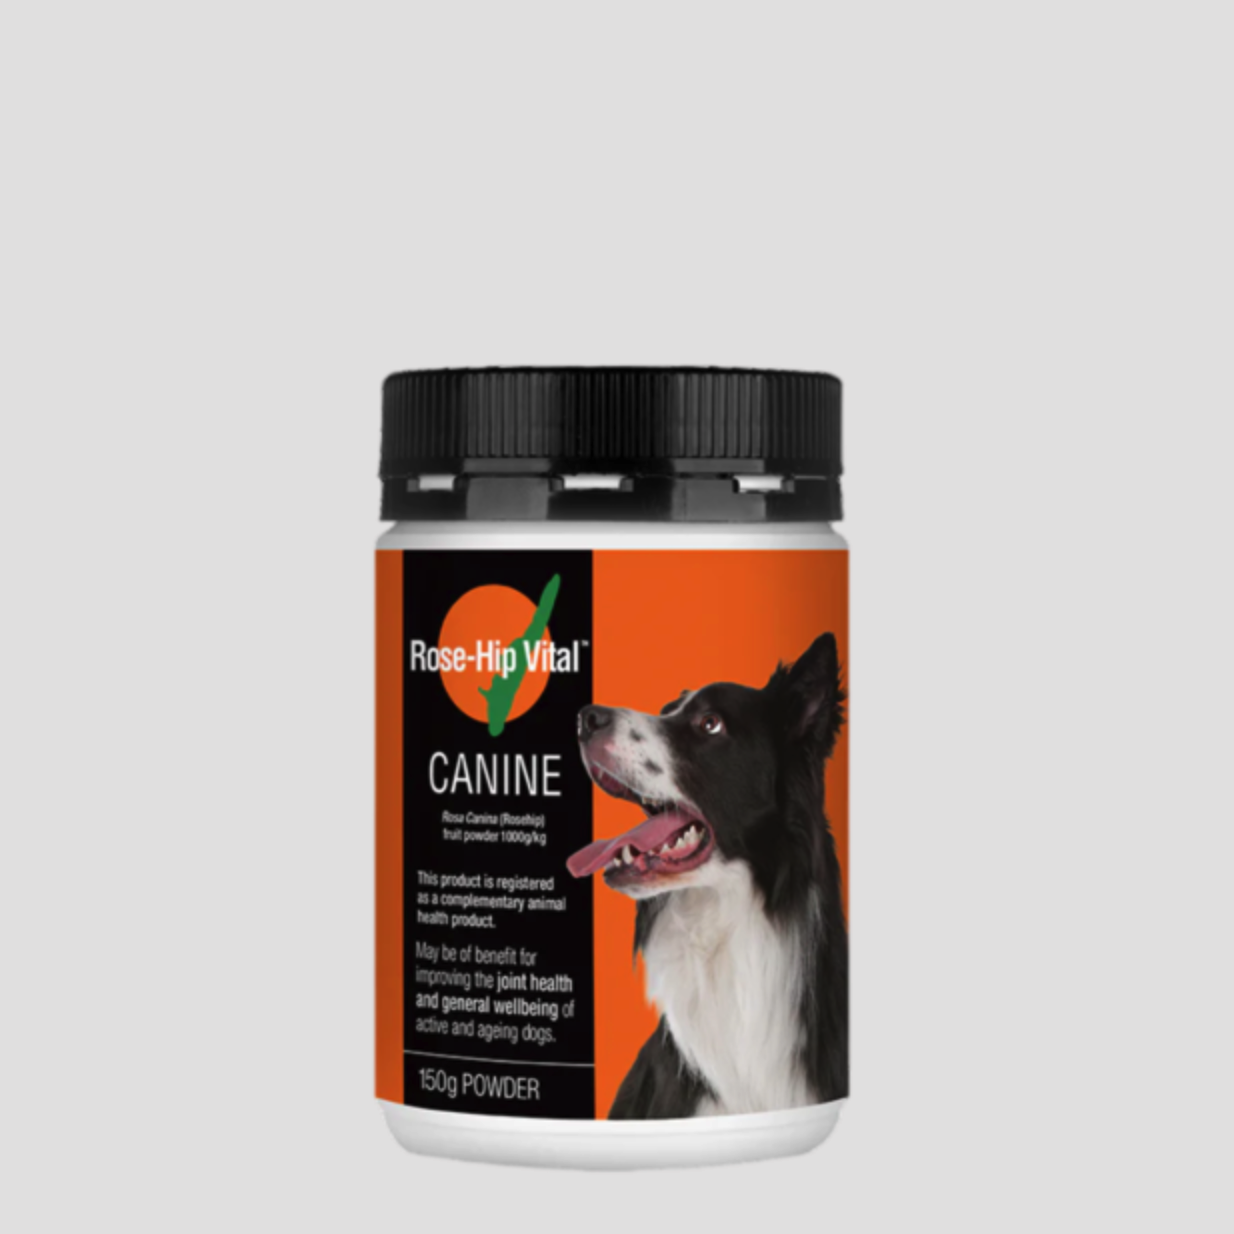 Rose-Hip Vital™
CANINE
Rosa Canina (Rosehip)
fruit powder 1000g/kg
This product is registered
as a complementary animal
health product.
May be of benefit for
improving the joint health
and general wellbeing of
active and ageing dogs.
150g POWDER